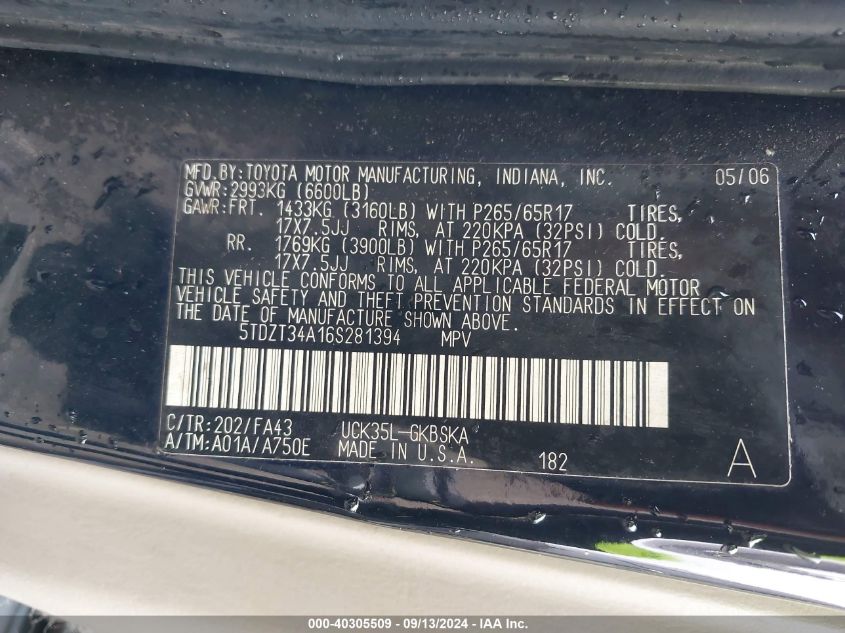 MFD.BY:TOYOTA MOTOR MANUFACTURING, INDIANA, INC. 05/06
GVWR:2993KG (6600LB)
GAWR:FRT. 1433KG (3160LB) WITH P265/65R17 TIRES,
17X7.5JJ RIMS, AT 220KPA (32PSI) COLD.
RR. 1769KG (3900LB) WITH P265/65R17 TIRES,
17X7.5JJ RIMS, AT 220KPA (32PSI) COLD.
THIS VEHICLE CONFORMS TO ALL APPLICABLE FEDERAL MOTOR
VEHICLE SAFETY AND THEFT PREVENTION STANDARDS IN EFFECT ON
THE DATE OF MANUFACTURE SHOWN ABOVE.
5TDZT34A16S281394 MPV
C/TR:202/FA43 UCK35L-GKBSKA
A/TM:A01A/A750E MADE IN U.S.A. 182 A
000-40305509 - 09/13/2024 - IAA Inc.